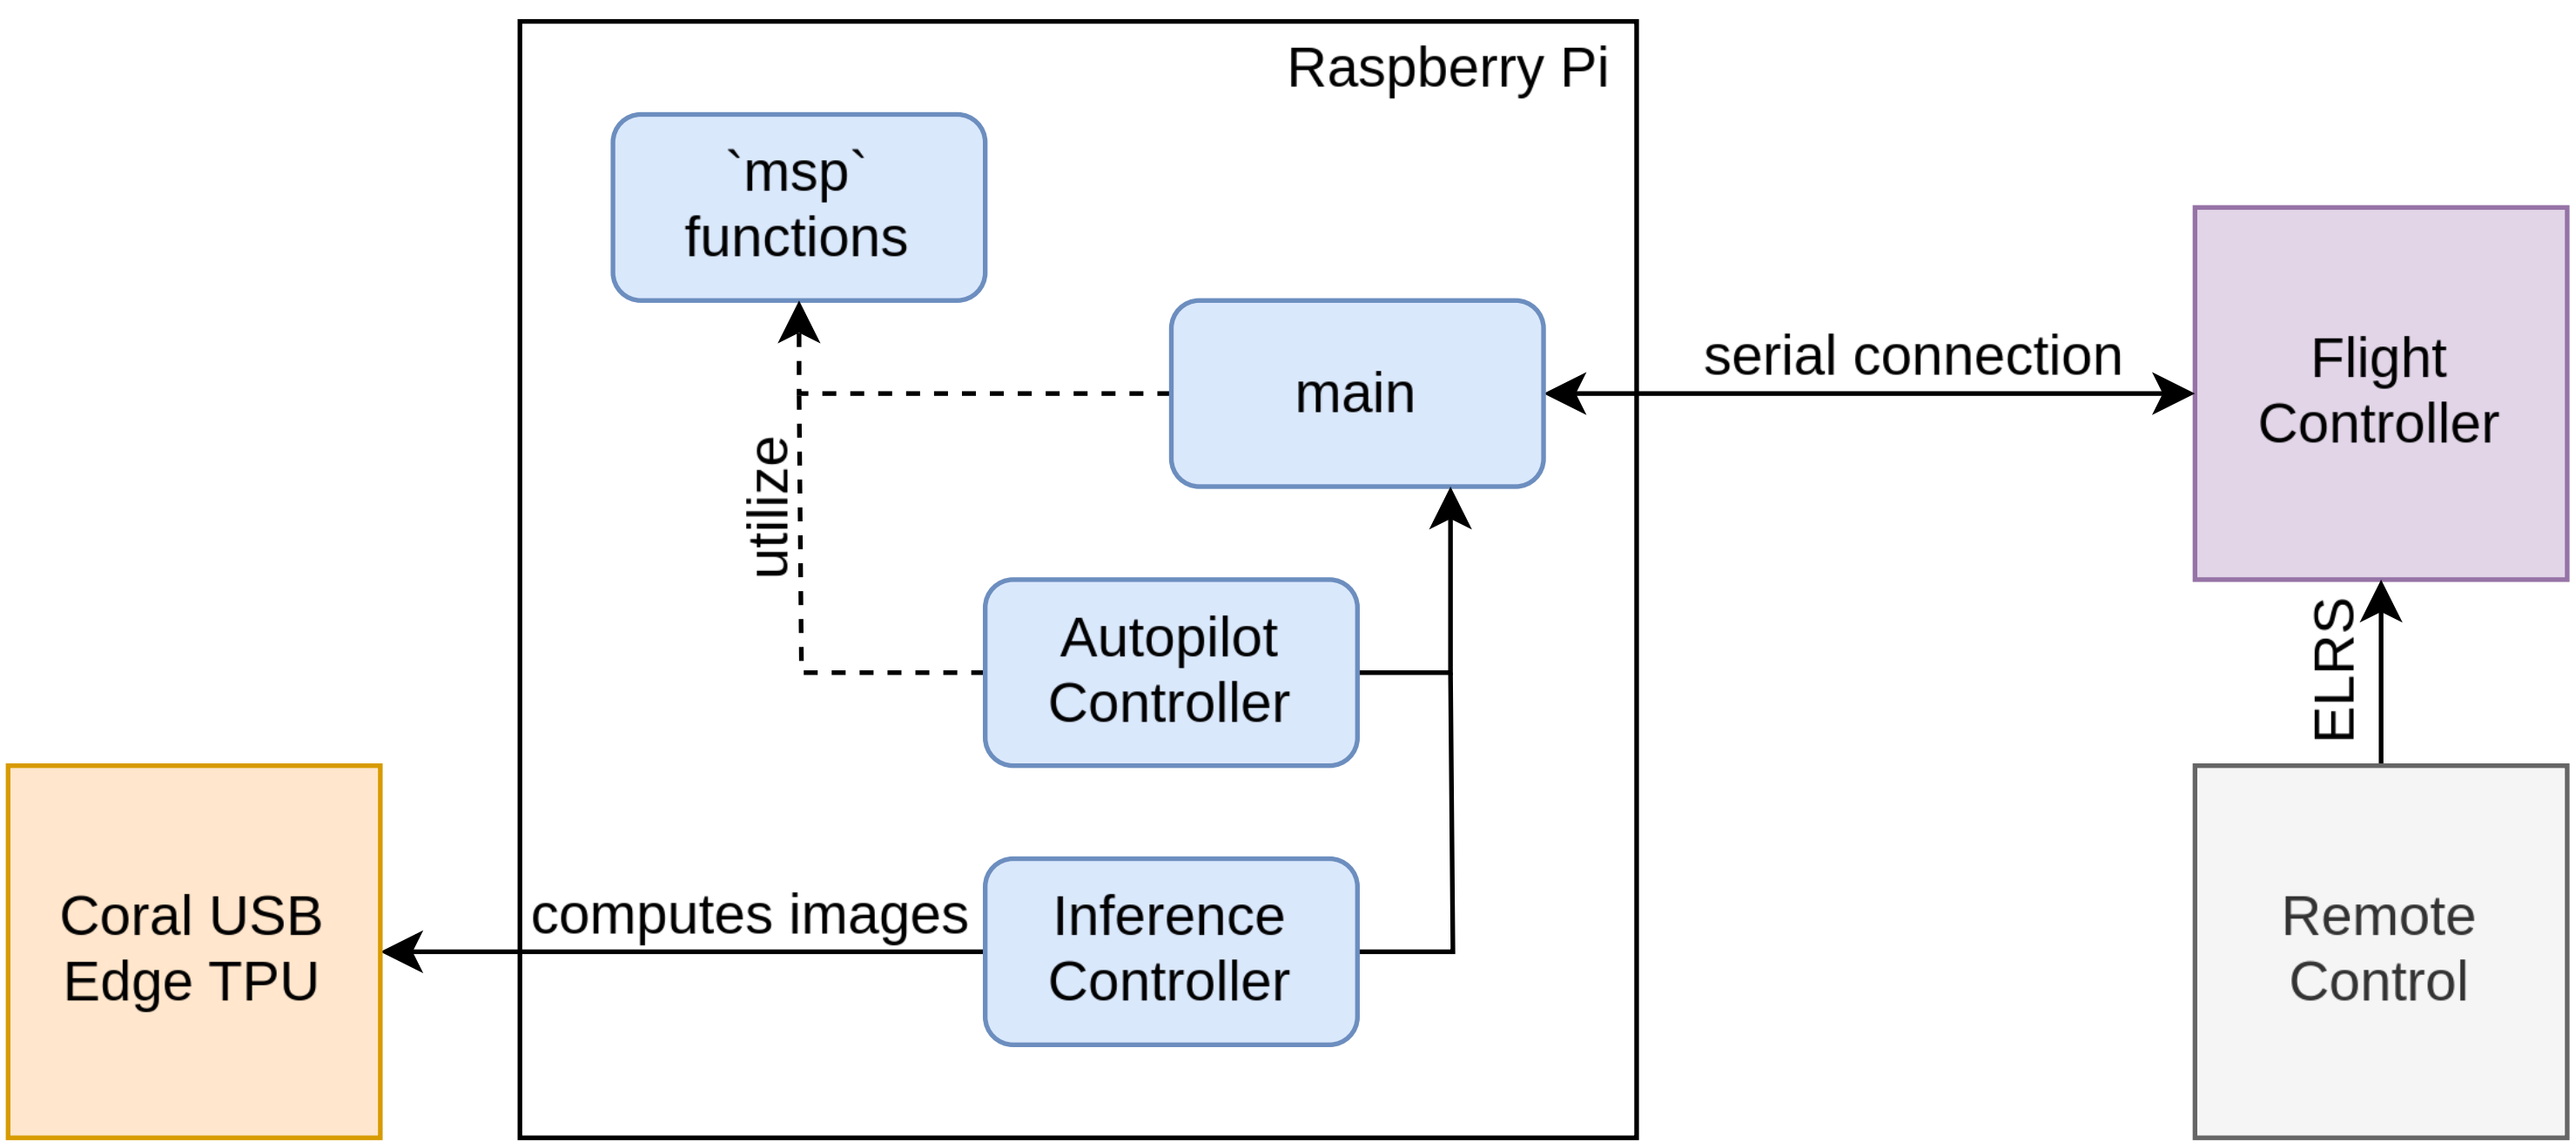 Raspberry Pi
`msp`
functions
main
serial connection
Flight
Controller
utilize
Autopilot
Controller
ELRS
Coral USB
Edge TPU
computes images
Inference
Controller
Remote
Control